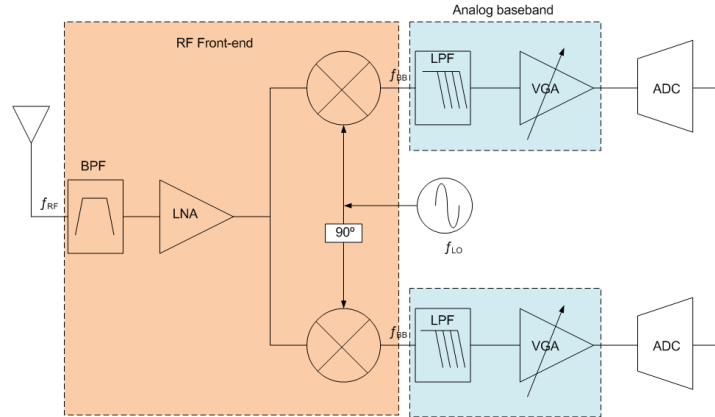 Analog baseband
RF Front-end
LPF
VGA
ADC
fBB
BPF
fRF
LNA
90º
fLO
LPF
VGA
ADC
fBB